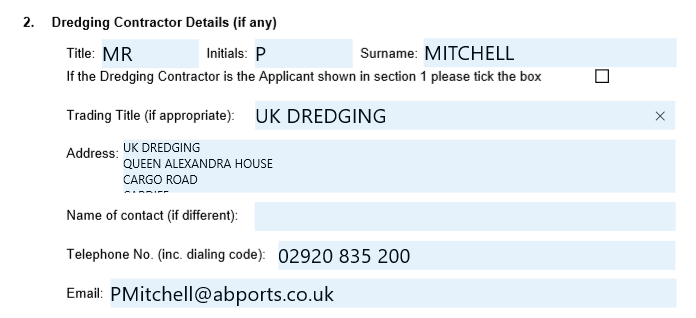 2. Dredging Contractor Details (if any)
Title: MR Initials: P Surname: MITCHELL
If the Dredging Contractor is the Applicant shown in section 1 please tick the box
Trading Title (if appropriate): UK DREDGING
Address: UK DREDGING
QUEEN ALEXANDRA HOUSE
CARGO ROAD
Name of contact (if different):
Telephone No. (inc. dialing code): 02920 835 200
Email: PMitchell@abports.co.uk